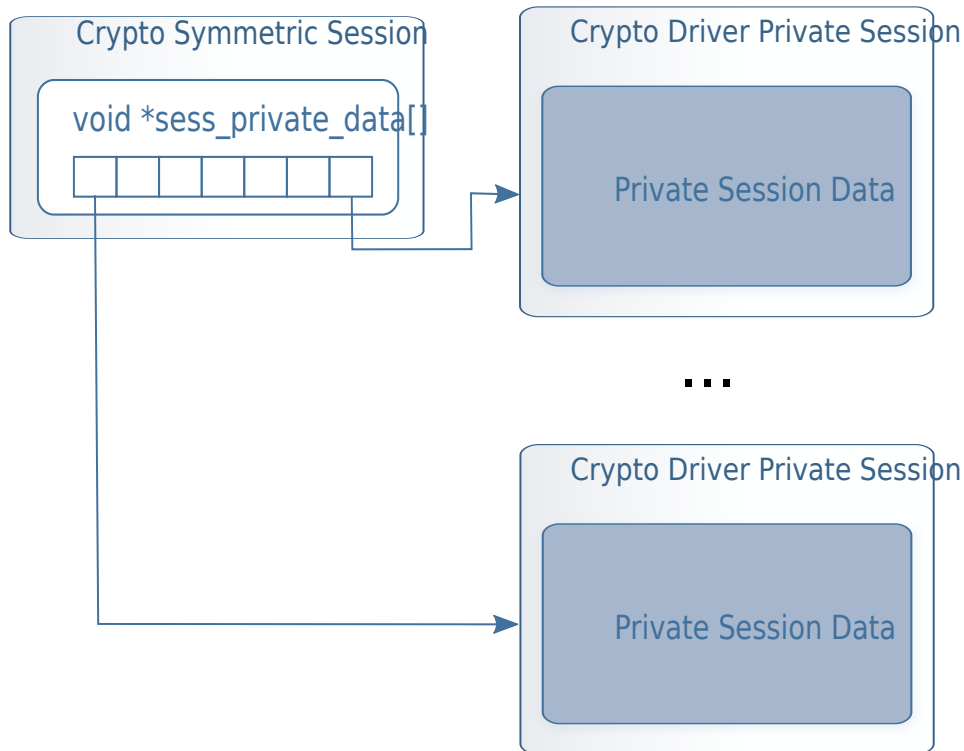 Crypto Symmetric Session
void *sess_private_data[]
Crypto Driver Private Session
Private Session Data
...
Crypto Driver Private Session
Private Session Data